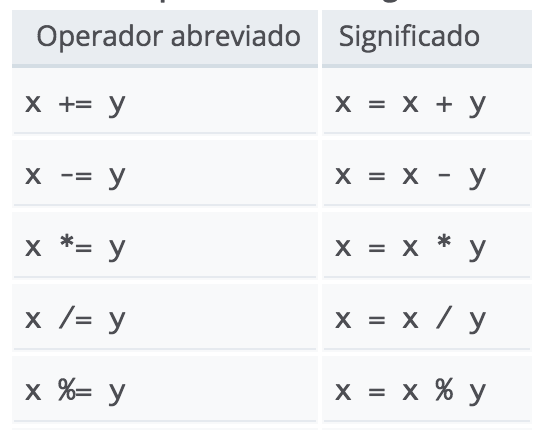 Operador abreviado Significado
x += y x = x + y
x -= y x = x - y
x *= y x = x * y
x /= y x = x / y
x %= y x = x % y